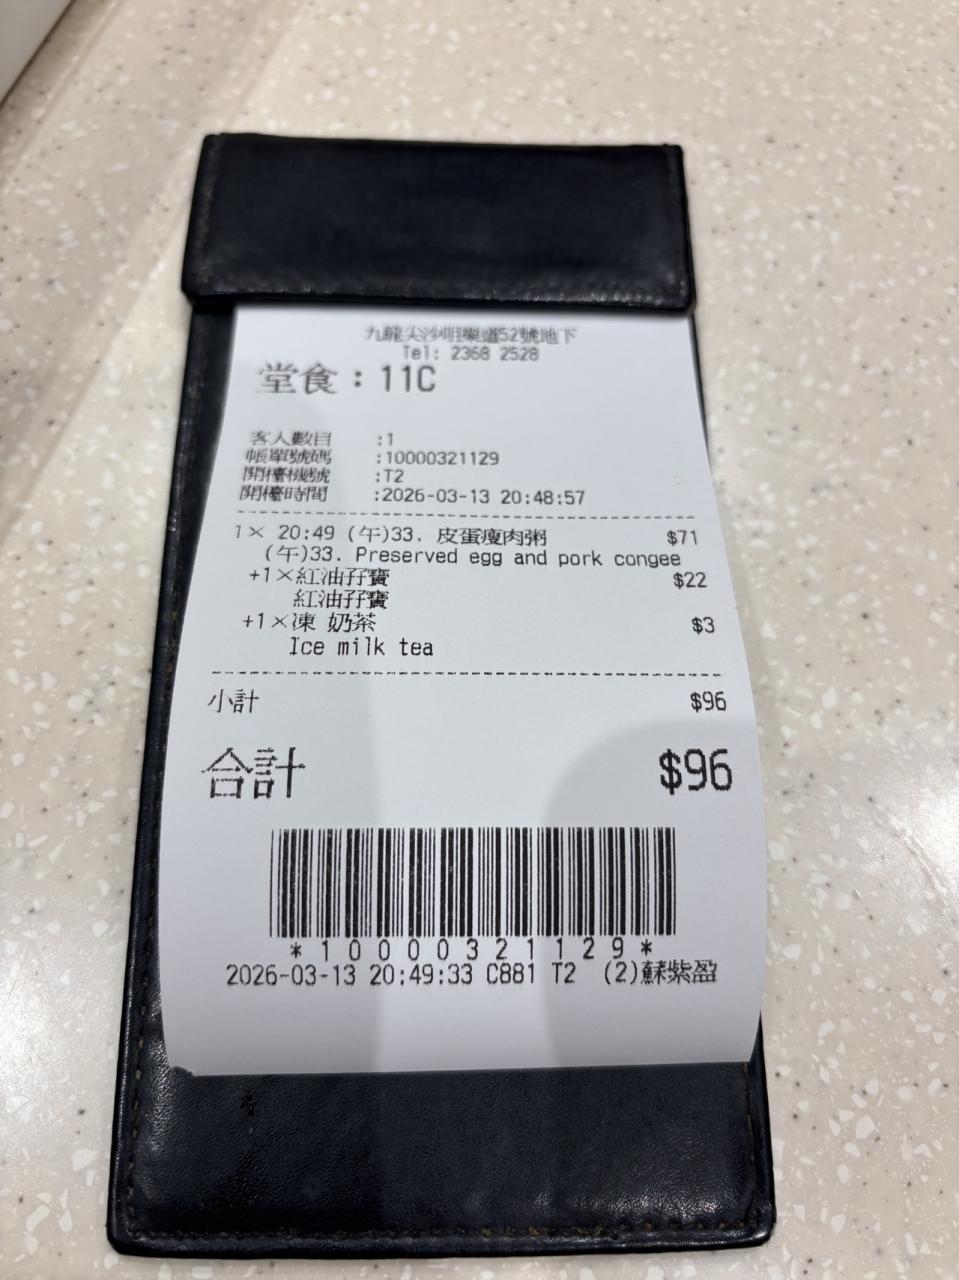 九龍尖沙咀樂道52號地下
Tel: 2368 2528
堂食：11C
客人數目 :1
帳單號碼 :10000321129
開檯機號 :T2
開檯時間 :2026-03-13 20:48:57
1× 20:49 (午)33. 皮蛋瘦肉粥 $71
(午)33. Preserved egg and pork congee
+1×紅油孖寶 $22
紅油孖寶
+1×凍 奶茶 $3
Ice milk tea
小計 $96
合計 $96
*10000321129*
2026-03-13 20:49:33 C881 T2 (2)蘇紫盈